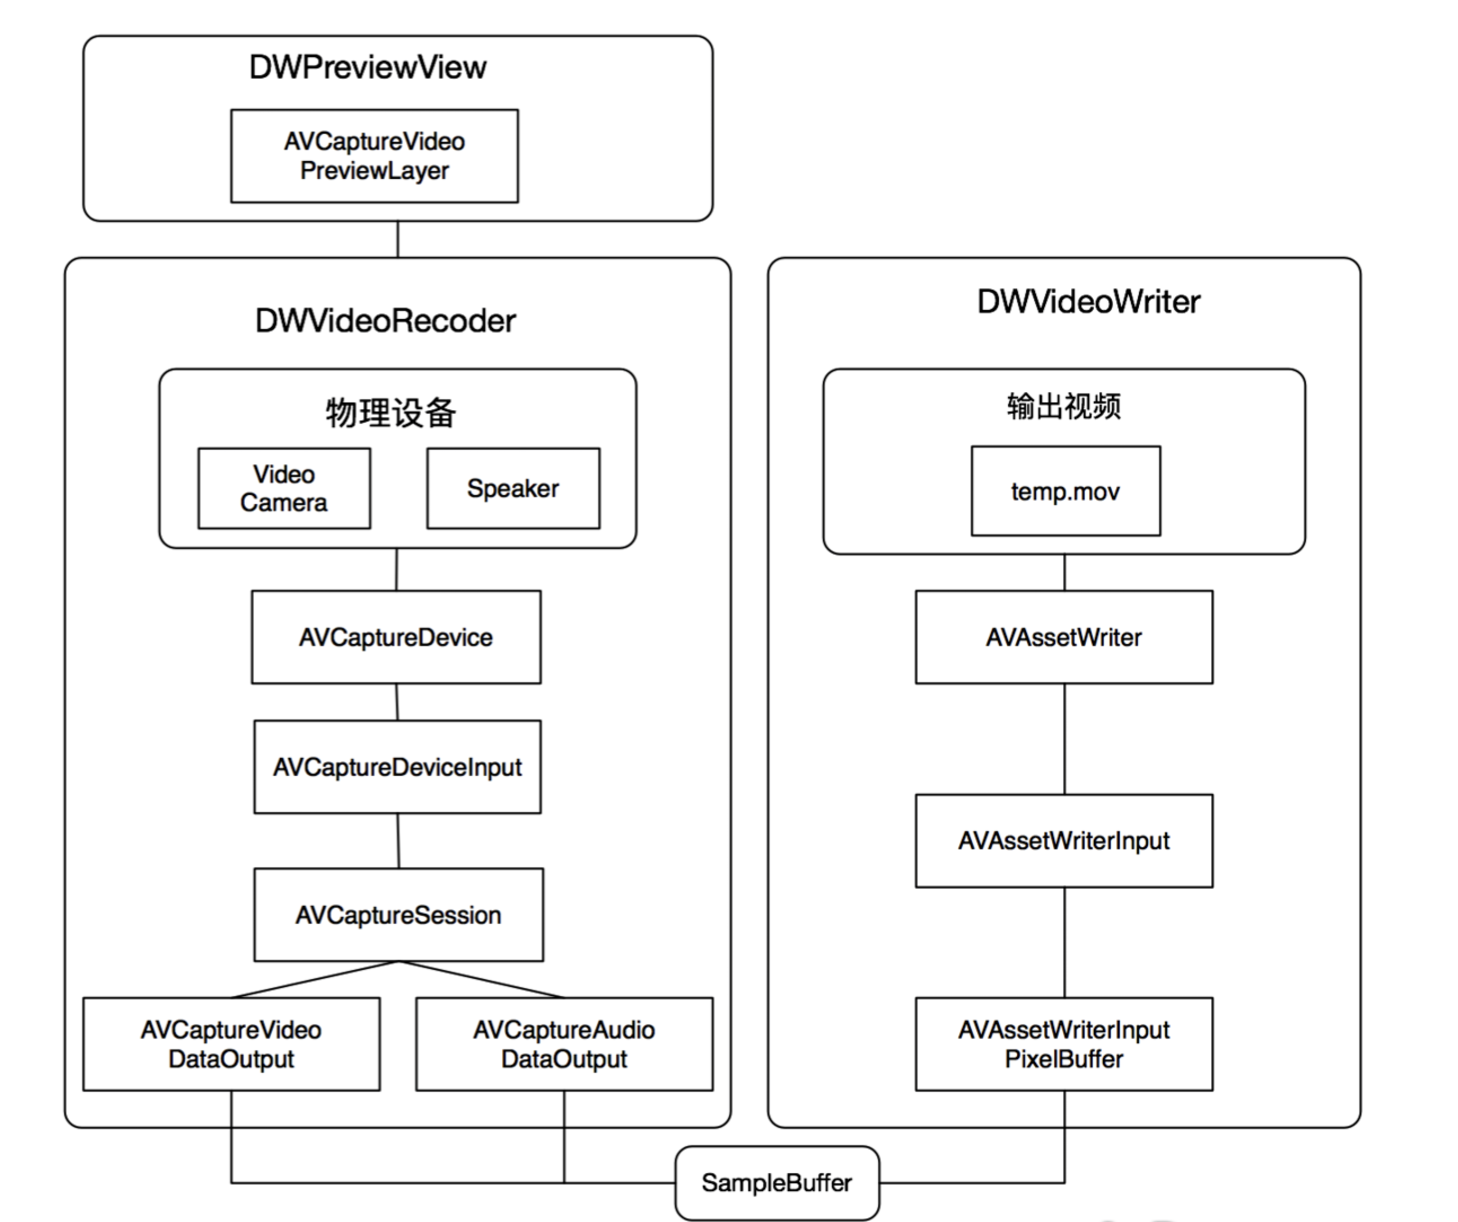 DWPreviewView
AVCaptureVideo
PreviewLayer
DWVideoRecoder
物理设备
Video
Camera
Speaker
AVCaptureDevice
AVCaptureDeviceInput
AVCaptureSession
AVCaptureVideo
DataOutput
AVCaptureAudio
DataOutput
DWVideoWriter
输出视频
temp.mov
AVAssetWriter
AVAssetWriterInput
AVAssetWriterInput
PixelBuffer
SampleBuffer